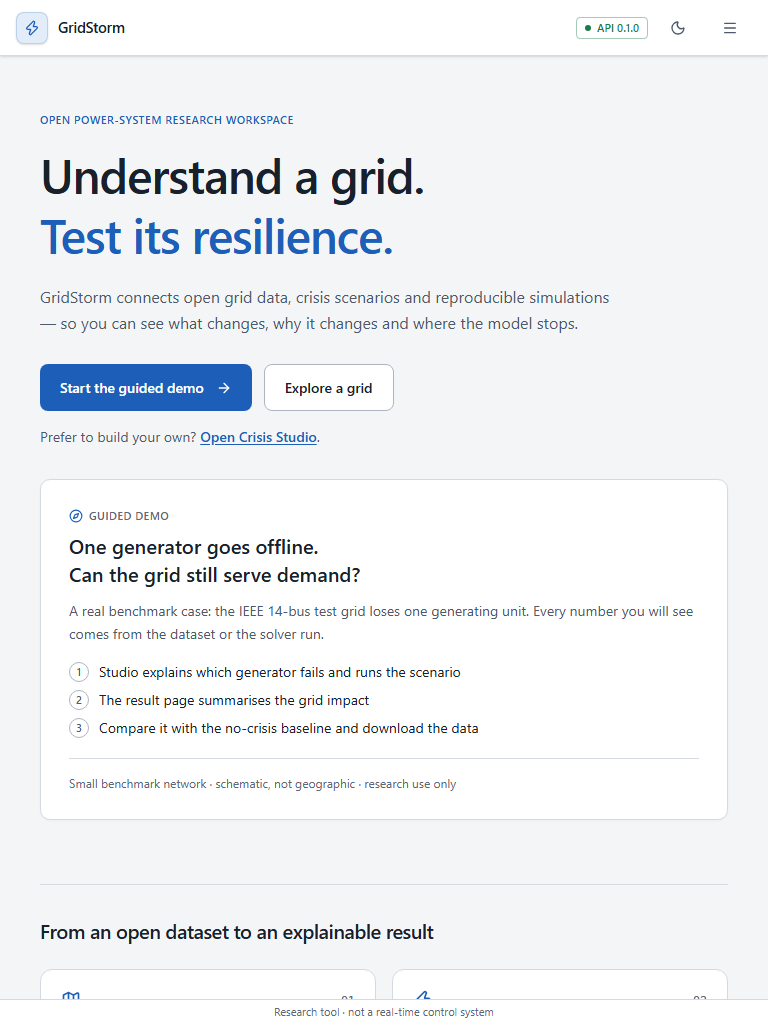 GridStorm
API 0.1.0
OPEN POWER-SYSTEM RESEARCH WORKSPACE
Understand a grid.
Test its resilience.
GridStorm connects open grid data, crisis scenarios and reproducible simulations
— so you can see what changes, why it changes and where the model stops.
Start the guided demo
Explore a grid
Prefer to build your own? Open Crisis Studio.
GUIDED DEMO
One generator goes offline.
Can the grid still serve demand?
A real benchmark case: the IEEE 14-bus test grid loses one generating unit. Every number you will see
comes from the dataset or the solver run.
1 Studio explains which generator fails and runs the scenario
2 The result page summarises the grid impact
3 Compare it with the no-crisis baseline and download the data
Small benchmark network · schematic, not geographic · research use only
From an open dataset to an explainable result
Research tool · not a real-time control system